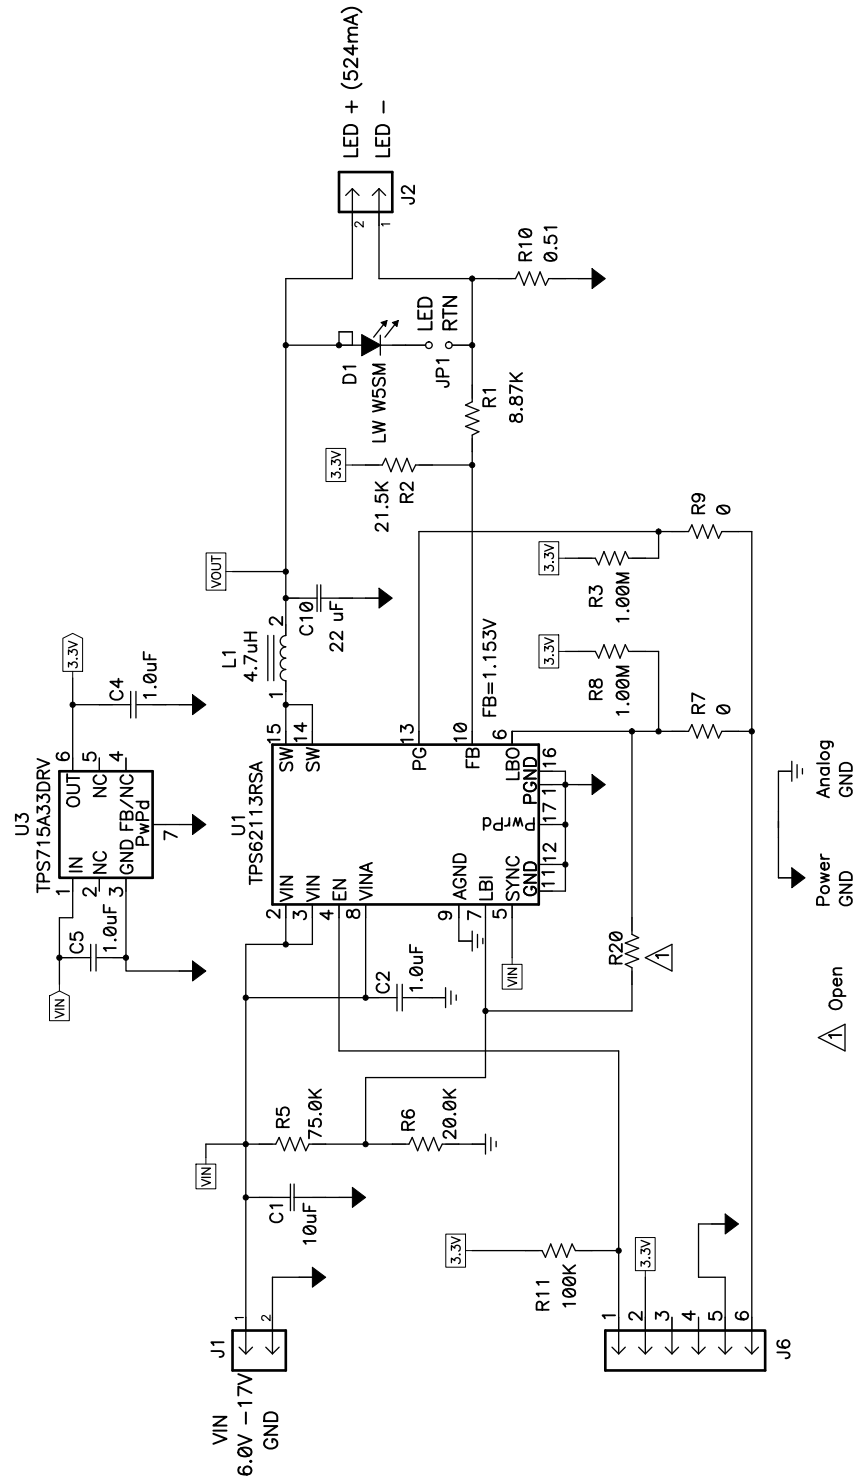 LED + (524mA)
LED -
J2
2
1
R10
0.51
LED
RTN
JP1
D1
LW W5SM
R1
8.87K
3.3V
21.5K
R2
VOUT
R9
0
3.3V
R3
1.00M
C10
22 uF
L1
4.7uH
1
2
3.3V
R8
1.00M
R7
0
FB=1.153V
3.3V
C4
1.0uF
U3
TPS715A33DRV
OUT
6
NC
5
FB/NC
4
PwPd
7
IN
1
NC
2
GND
3
C5
1.0uF
VIN
U1
TPS62113RSA
SW
15
SW
14
PG
13
FB
10
LBO
6
VIN
2
VIN
3
EN
4
VINA
8
AGND
9
LBI
7
SYNC
5
PGND
16
1
PwrPd
17
GND
12
11
VIN
C2
1.0uF
R20
1
Analog
GND
Power
GND
1
Open
VIN
R5
75.0K
R6
20.0K
C1
10uF
3.3V
R11
100K
3.3V
J1
1
2
VIN
6.0V -17V
GND
J6
1
2
3
4
5
6